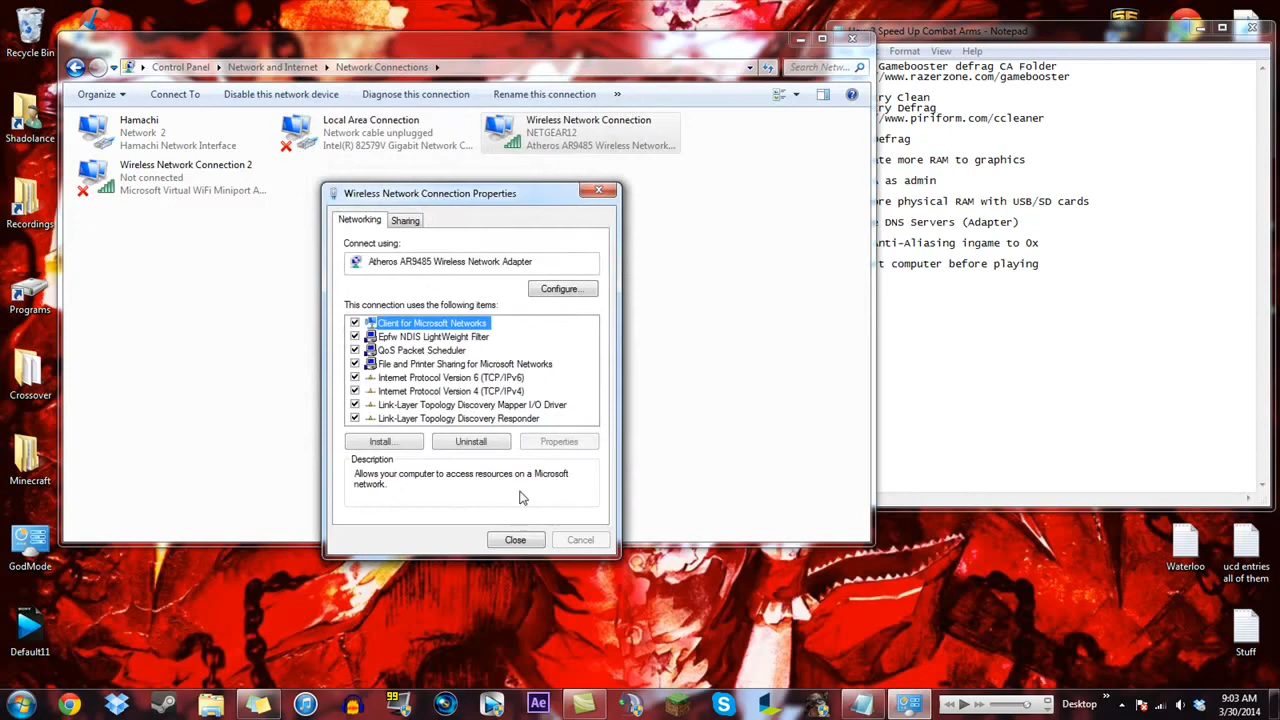 Recycle Bin
Shadolance
Recordings
Programs
Crossover
Minecraft
GodMode
SONY
Default11
Control Panel
Network and Internet
Network Connections
Search Netw...
Organize
Connect To
Disable this network device
Diagnose this connection
Rename this connection
»
Hamachi
Network 2
Hamachi Network Interface
Local Area Connection
Network cable unplugged
Intel(R) 82579V Gigabit Network C...
Wireless Network Connection
NETGEAR12
Atheros AR9485 Wireless Network...
Wireless Network Connection 2
Not connected
Microsoft Virtual WiFi Miniport A...
Wireless Network Connection Properties
Networking
Sharing
Connect using:
Atheros AR9485 Wireless Network Adapter
Configure...
This connection uses the following items:
Client for Microsoft Networks
Epfw NDIS LightWeight Filter
QoS Packet Scheduler
File and Printer Sharing for Microsoft Networks
Internet Protocol Version 6 (TCP/IPv6)
Internet Protocol Version 4 (TCP/IPv4)
Link-Layer Topology Discovery Mapper I/O Driver
Link-Layer Topology Discovery Responder
Install...
Uninstall
Properties
Description
Allows your computer to access resources on a Microsoft
network.
Close
Cancel
Speed Up Combat Arms - Notepad
Format
View
Help
Gamebooster defrag CA Folder
//www.razerzone.com/gamebooster
ry Clean
ry Defrag
//www.piriform.com/ccleaner
Defrag
ate more RAM to graphics
as admin
ore physical RAM with USB/SD cards
e DNS Servers (Adapter)
Anti-Aliasing ingame to 0x
t computer before playing
Waterloo
ucd entries
all of them
Stuff
99
Ae
Desktop
»
9:03 AM
3/30/2014